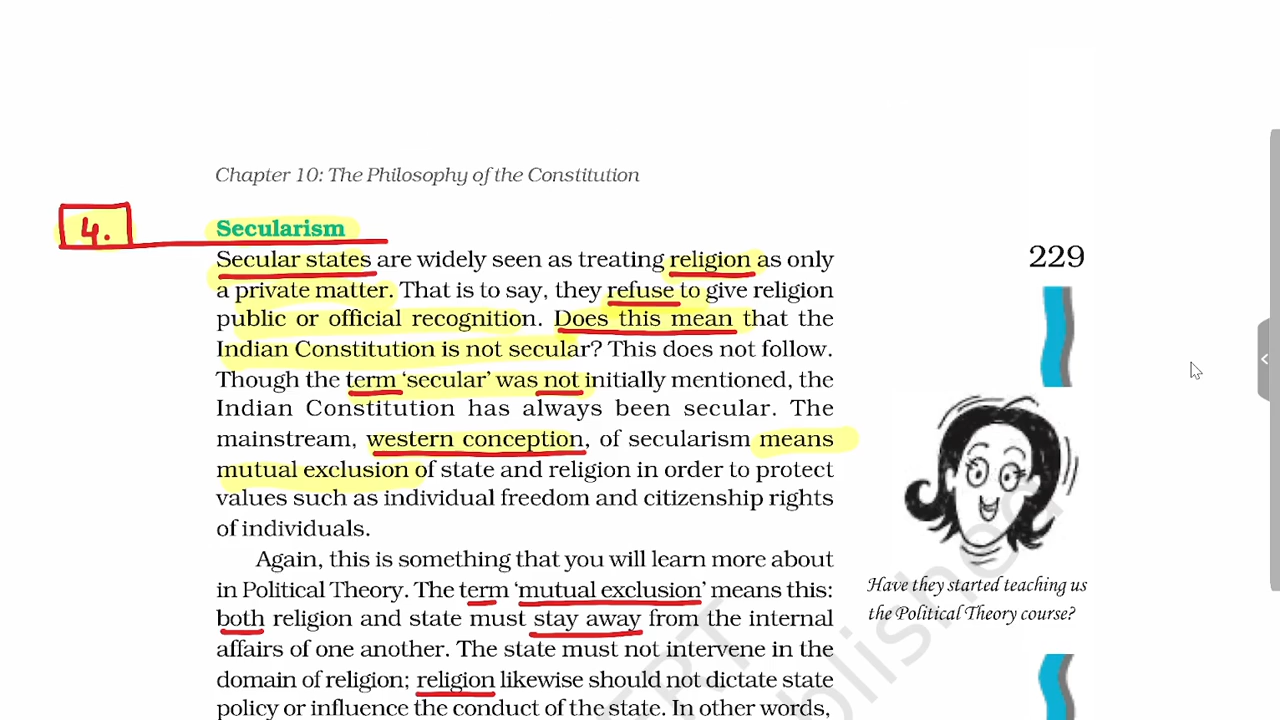 Chapter 10: The Philosophy of the Constitution
4.
Secularism
Secular states are widely seen as treating religion as only
a private matter. That is to say, they refuse to give religion
public or official recognition. Does this mean that the
Indian Constitution is not secular? This does not follow.
Though the term ‘secular’ was not initially mentioned, the
Indian Constitution has always been secular. The
mainstream, western conception, of secularism means
mutual exclusion of state and religion in order to protect
values such as individual freedom and citizenship rights
of individuals.
Again, this is something that you will learn more about
in Political Theory. The term ‘mutual exclusion’ means this:
both religion and state must stay away from the internal
affairs of one another. The state must not intervene in the
domain of religion; religion likewise should not dictate state
policy or influence the conduct of the state. In other words,
229
Have they started teaching us
the Political Theory course?